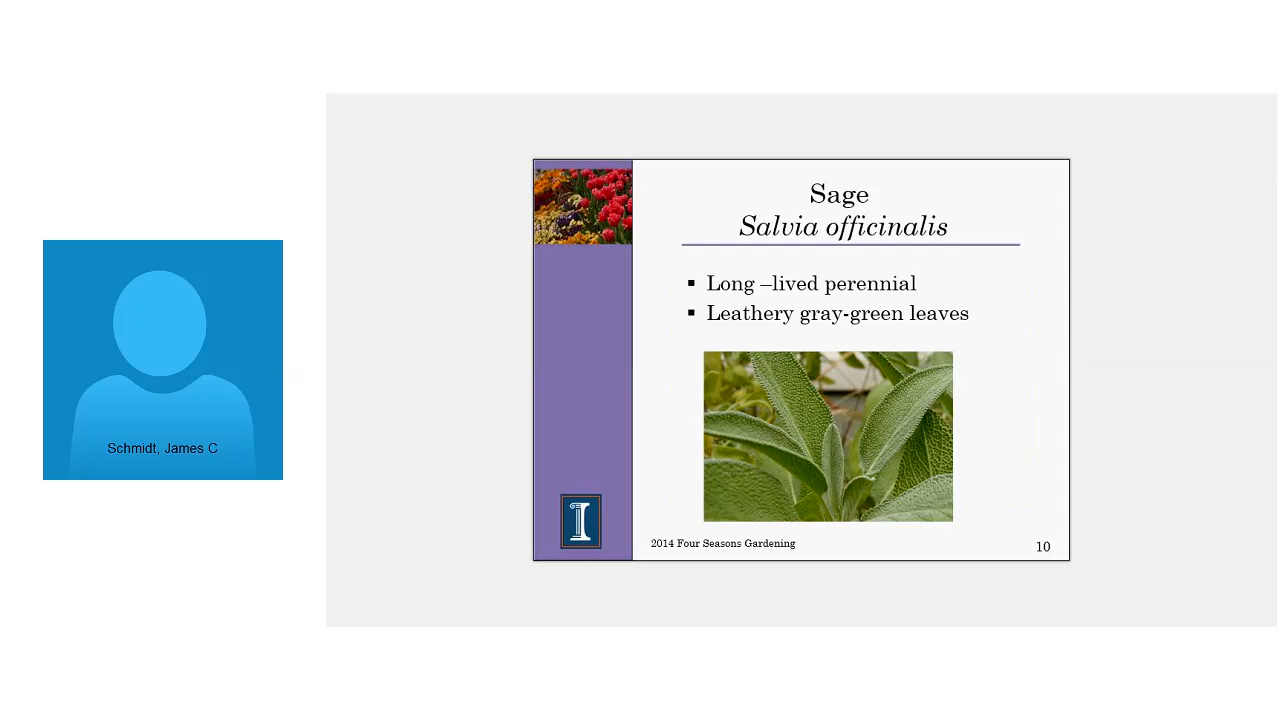 Schmidt, James C
Sage
Salvia officinalis
▪ Long –lived perennial
▪ Leathery gray-green leaves
I
2014 Four Seasons Gardening
10